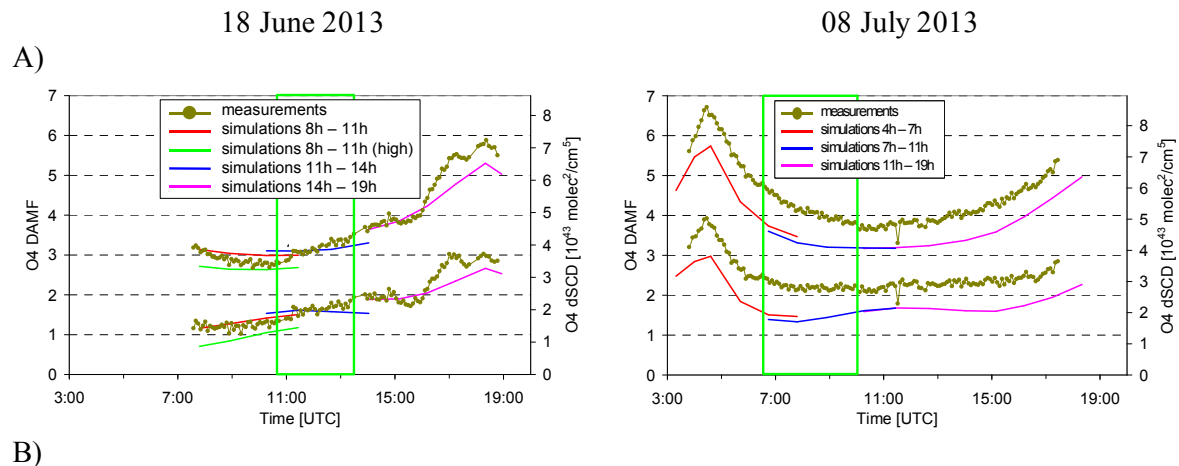 18 June 2013
08 July 2013
A)
7
6
5
4
3
2
1
0
O4 DAMF
measurements
simulations 8h – 11h
simulations 8h – 11h (high)
simulations 11h – 14h
simulations 14h – 19h
8
7
6
5
4
3
2
1
0
O4 dSCD [10^43 molec^2/cm^5]
3:00 7:00 11:00 15:00 19:00
Time [UTC]
7
6
5
4
3
2
1
0
O4 DAMF
measurements
simulations 4h – 7h
simulations 7h – 11h
simulations 11h – 19h
8
7
6
5
4
3
2
1
0
O4 dSCD [10^43 molec^2/cm^5]
3:00 7:00 11:00 15:00 19:00
Time [UTC]
B)